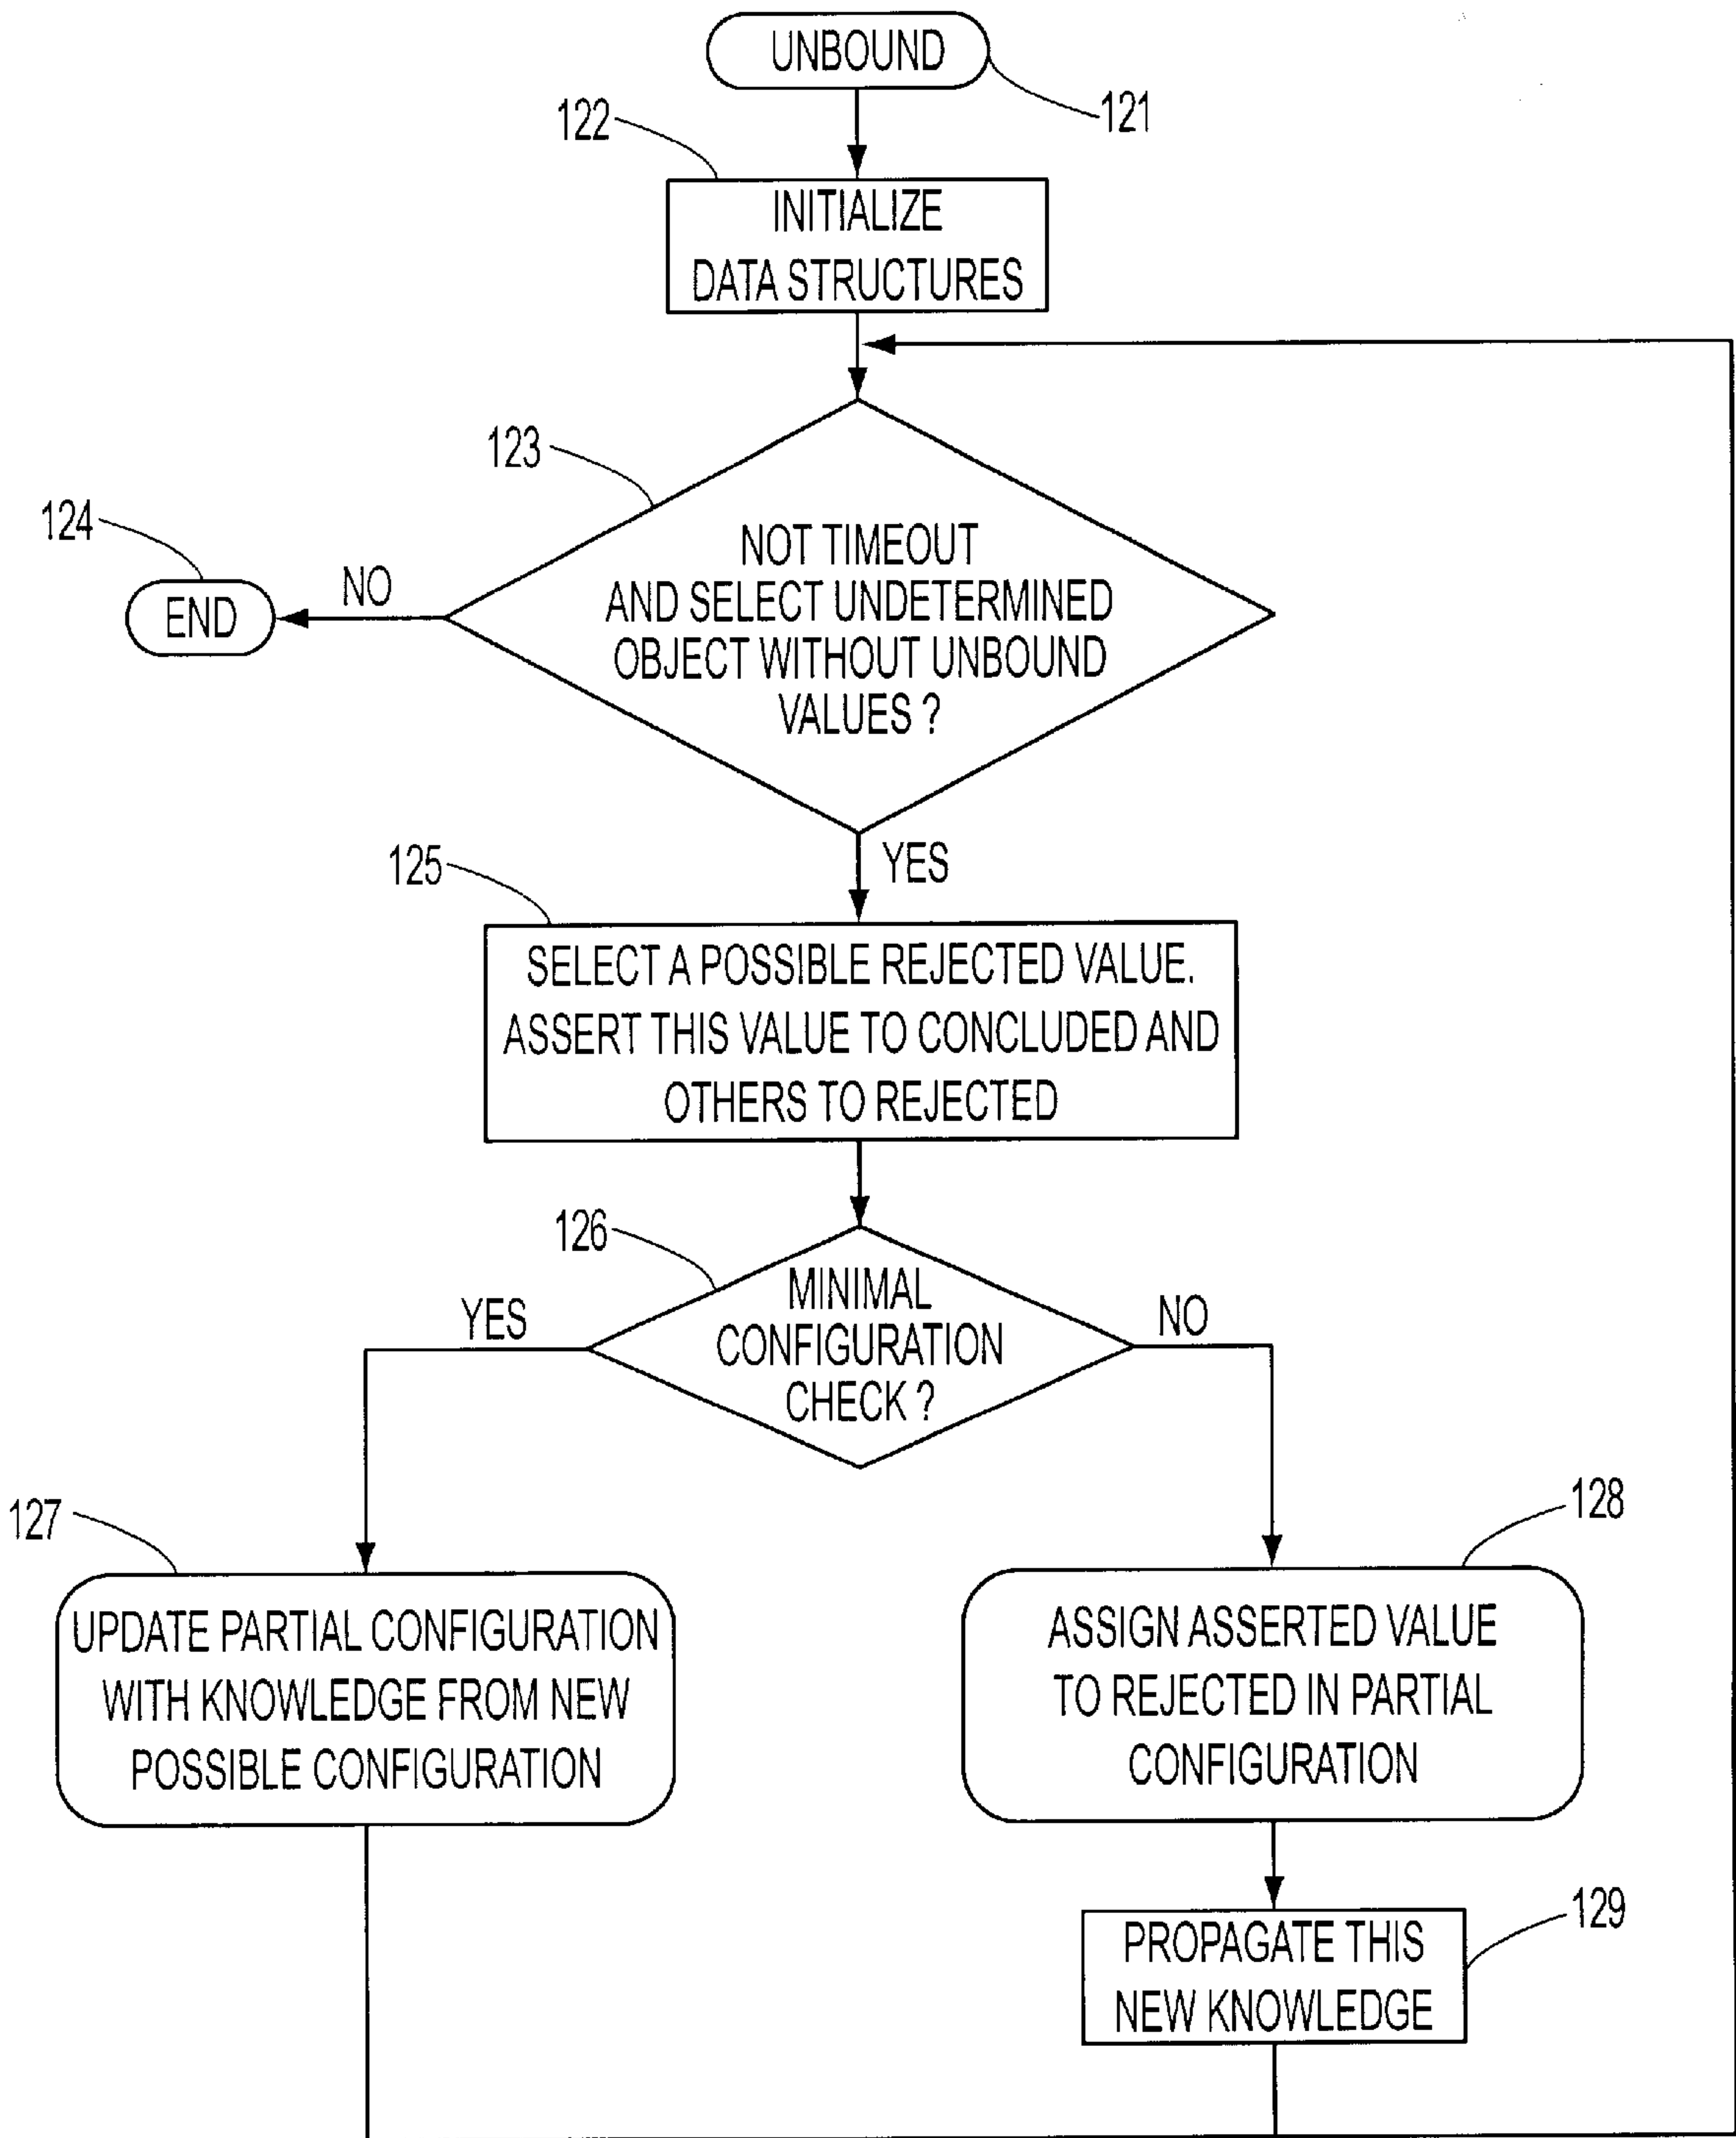 UNBOUND
121
122
INITIALIZE
DATA STRUCTURES
123
NOT TIMEOUT
AND SELECT UNDETERMINED
OBJECT WITHOUT UNBOUND
VALUES ?
124
NO
END
YES
125
SELECT A POSSIBLE REJECTED VALUE.
ASSERT THIS VALUE TO CONCLUDED AND
OTHERS TO REJECTED
126
MINIMAL
CONFIGURATION
CHECK ?
YES
NO
127
UPDATE PARTIAL CONFIGURATION
WITH KNOWLEDGE FROM NEW
POSSIBLE CONFIGURATION
128
ASSIGN ASSERTED VALUE
TO REJECTED IN PARTIAL
CONFIGURATION
129
PROPAGATE THIS
NEW KNOWLEDGE